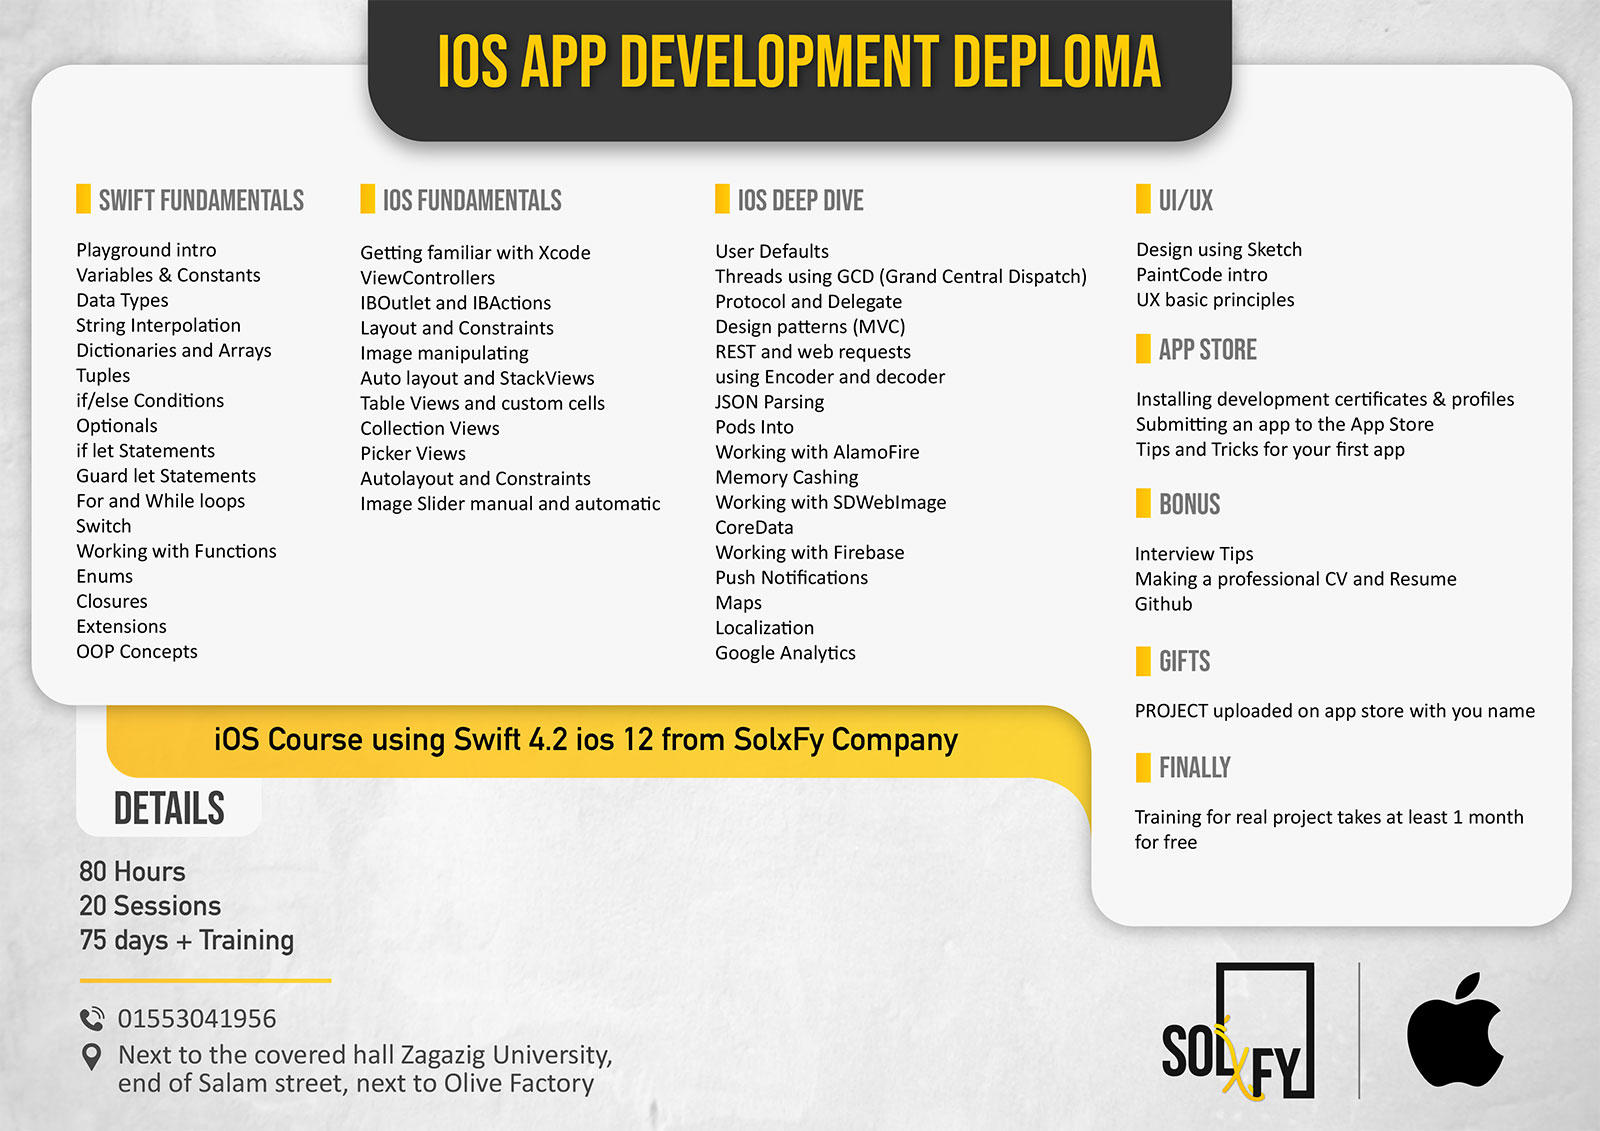 IOS APP DEVELOPMENT DEPLOMA
SWIFT FUNDAMENTALS
Playground intro
Variables & Constants
Data Types
String Interpolation
Dictionaries and Arrays
Tuples
if/else Conditions
Optionals
if let Statements
Guard let Statements
For and While loops
Switch
Working with Functions
Enums
Closures
Extensions
OOP Concepts
IOS FUNDAMENTALS
Getting familiar with Xcode
ViewControllers
IBOutlet and IBActions
Layout and Constraints
Image manipulating
Auto layout and StackViews
Table Views and custom cells
Collection Views
Picker Views
Autolayout and Constraints
Image Slider manual and automatic
IOS DEEP DIVE
User Defaults
Threads using GCD (Grand Central Dispatch)
Protocol and Delegate
Design patterns (MVC)
REST and web requests
using Encoder and decoder
JSON Parsing
Pods Into
Working with AlamoFire
Memory Cashing
Working with SDWebImage
CoreData
Working with Firebase
Push Notifications
Maps
Localization
Google Analytics
UI/UX
Design using Sketch
PaintCode intro
UX basic principles
APP STORE
Installing development certificates & profiles
Submitting an app to the App Store
Tips and Tricks for your first app
BONUS
Interview Tips
Making a professional CV and Resume
Github
GIFTS
PROJECT uploaded on app store with you name
FINALLY
Training for real project takes at least 1 month
for free
iOS Course using Swift 4.2 ios 12 from SolxFy Company
DETAILS
80 Hours
20 Sessions
75 days + Training
01553041956
Next to the covered hall Zagazig University,
end of Salam street, next to Olive Factory
SOLXFY